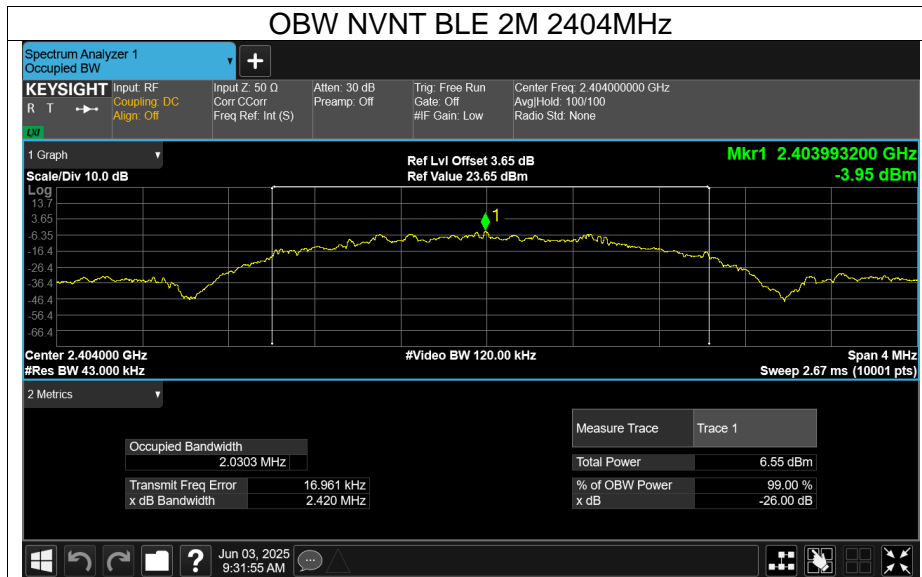 OBW NVNT BLE 2M 2404MHz
Spectrum Analyzer 1
Occupied BW
+
KEYSIGHT
R T
LXI
Input: RF
Coupling: DC
Align: Off
Input Z: 50 Ω
Corr CCorr
Freq Ref: Int (S)
Atten: 30 dB
Preamp: Off
Trig: Free Run
Gate: Off
#IF Gain: Low
Center Freq: 2.404000000 GHz
Avg|Hold: 100/100
Radio Std: None
1 Graph
Scale/Div 10.0 dB
Ref Lvl Offset 3.65 dB
Ref Value 23.65 dBm
Mkr1 2.403993200 GHz
-3.95 dBm
Log
13.7
3.65
-6.35
-16.4
-26.4
-36.4
-46.4
-56.4
-66.4
1
Center 2.404000 GHz
#Res BW 43.000 kHz
#Video BW 120.00 kHz
Span 4 MHz
Sweep 2.67 ms (10001 pts)
2 Metrics
Occupied Bandwidth
2.0303 MHz
Transmit Freq Error 16.961 kHz
x dB Bandwidth 2.420 MHz
Measure Trace Trace 1
Total Power 6.55 dBm
% of OBW Power 99.00 %
x dB -26.00 dB
?
Jun 03, 2025
9:31:55 AM